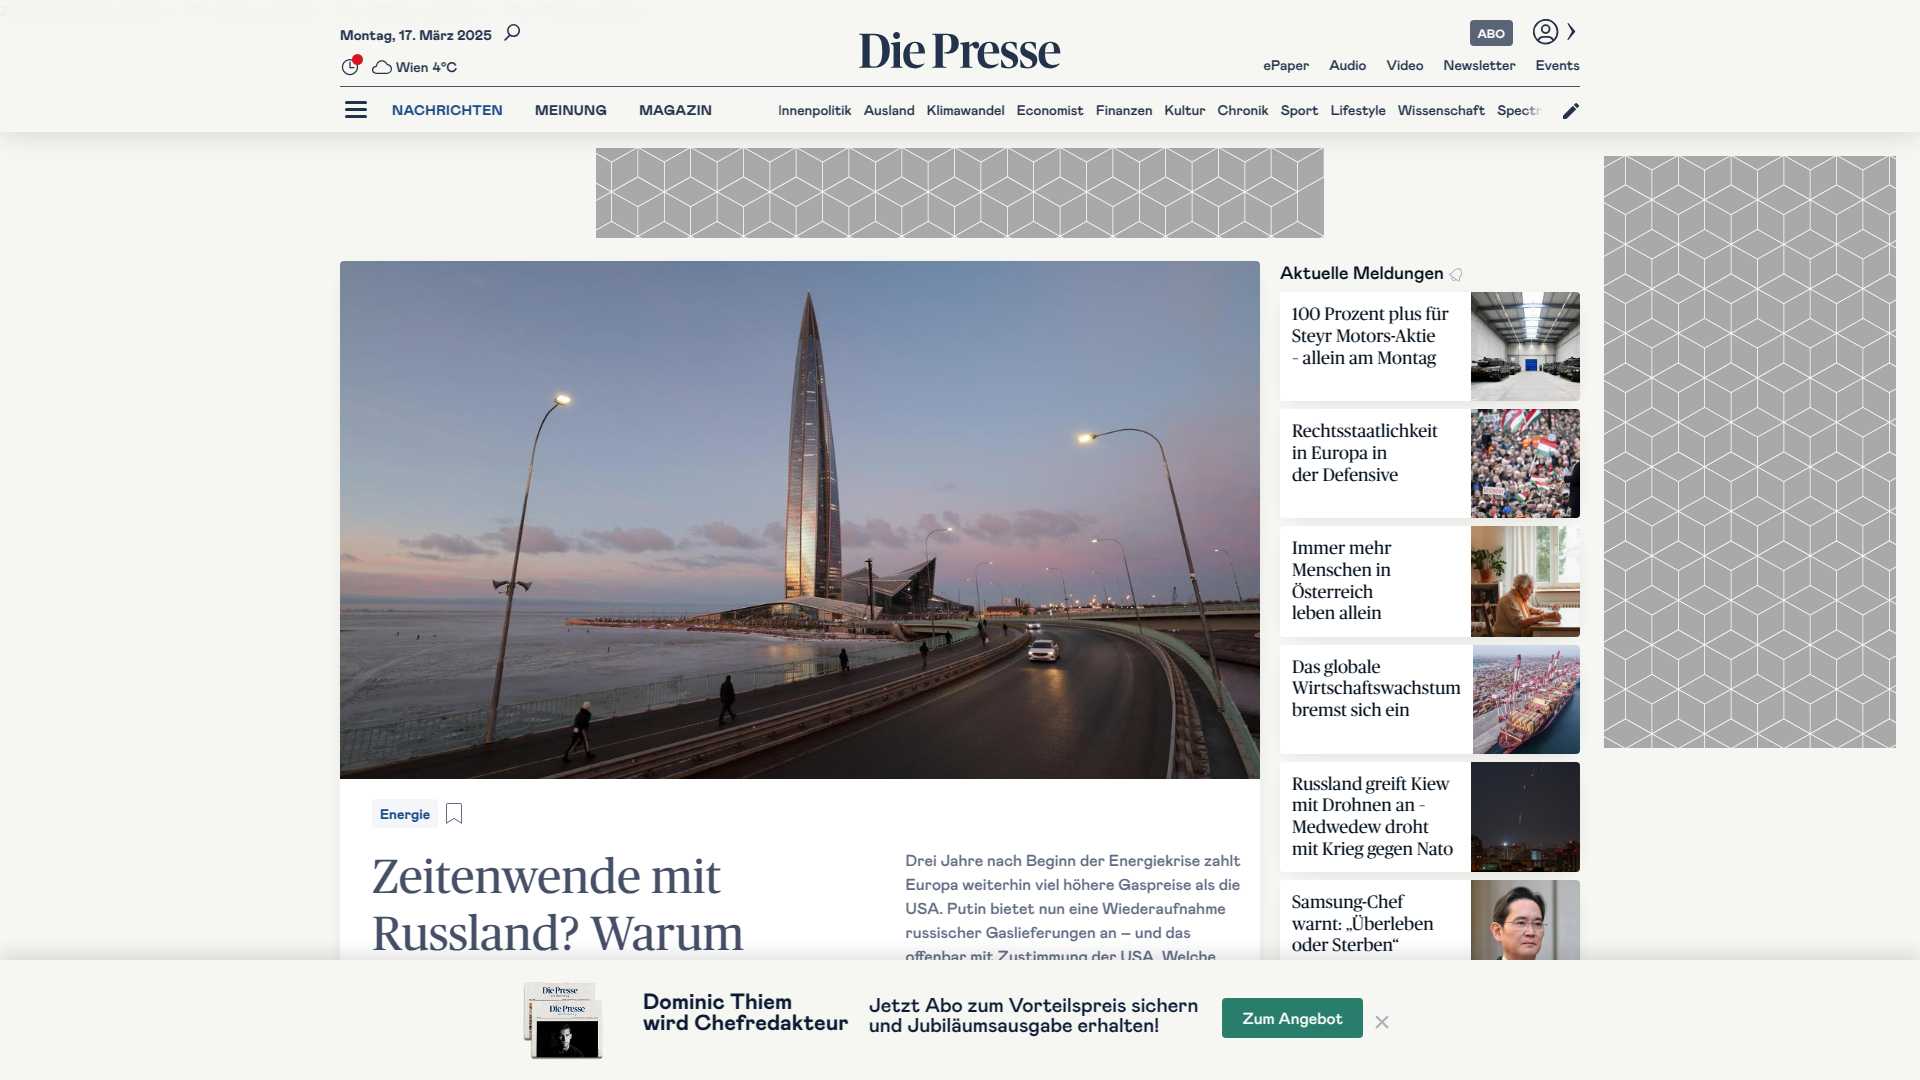 Montag, 17. März 2025
Wien 4°C
Die Presse
ABO
ePaper Audio Video Newsletter Events
NACHRICHTEN MEINUNG MAGAZIN
Innenpolitik Ausland Klimawandel Economist Finanzen Kultur Chronik Sport Lifestyle Wissenschaft Spectr
Energie
Zeitenwende mit
Russland? Warum
Drei Jahre nach Beginn der Energiekrise zahlt
Europa weiterhin viel höhere Gaspreise als die
USA. Putin bietet nun eine Wiederaufnahme
russischer Gaslieferungen an – und das
offenbar mit Zustimmung der USA. Welche
Aktuelle Meldungen
100 Prozent plus für
Steyr Motors-Aktie
- allein am Montag
Rechtsstaatlichkeit
in Europa in
der Defensive
Immer mehr
Menschen in
Österreich
leben allein
Das globale
Wirtschaftswachstum
bremst sich ein
Russland greift Kiew
mit Drohnen an -
Medwedew droht
mit Krieg gegen Nato
Samsung-Chef
warnt: „Überleben
oder Sterben“
Die Presse
Die Presse
Dominic Thiem
wird Chefredakteur
Jetzt Abo zum Vorteilspreis sichern
und Jubiläumsausgabe erhalten!
Zum Angebot